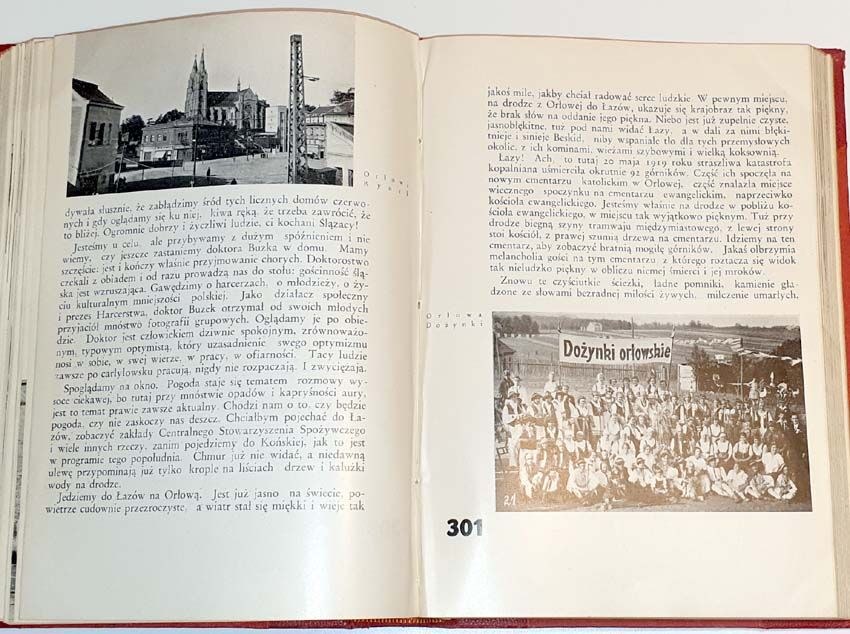 Orłowa
Rynek
dywała słusznie, że zabłądzimy śród tych licznych domów czerwo-
nych i gdy oglądamy się ku niej, kiwa ręką, że trzeba zawrócić, że
to bliżej. Ogromnie dobrzy i życzliwi ludzie, ci kochani Ślązacy!
Jesteśmy u celu, ale przybywamy z dużym spóźnieniem i nie
wiemy, czy jeszcze zastaniemy doktora Buzka w domu. Mamy
szczęście: jest i kończy właśnie przyjmowanie chorych. Doktorostwo
czekali z obiadem i od razu prowadzą nas do stołu: gościnność ślą-
ska jest wzruszająca. Gawędzimy o harcerzach, o młodzieży, o ży-
ciu kulturalnym mniejszości polskiej. Jako działacz społeczny
i prezes Harcerstwa, doktor Buzek otrzymał od swoich młodych
przyjaciół mnóstwo fotografii grupowych. Oglądamy je po obie-
dzie. Doktor jest człowiekiem dziwnie spokojnym, zrównoważo-
nym, typowym optymistą, który uzasadnienie swego optymizmu
nosi w sobie, w swej wierze, w pracy, w ofiarności. Tacy ludzie
zawsze po carlylowsku pracują, nigdy nie rozpaczają. I zwyciężają.
Spoglądamy na okno. Pogoda staje się tematem rozmowy wy-
soce ciekawej, bo tutaj przy mnóstwie opadów i kapryśności aury,
jest to temat prawie zawsze aktualny. Chodzi nam o to, czy będzie
pogoda, czy nie zaskoczy nas deszcz. Chciałbym pojechać do Ła-
zów, zobaczyć zakłady Centralnego Stowarzyszenia Spożywczego
i wiele innych rzeczy, zanim pojedziemy do Końskiej, jak to jest
w programie tego popołudnia. Chmur już nie widać, a niedawną
ulewę przypominają już tylko krople na liściach drzew i kałużki
wody na drodze.
Jedziemy do Łazów na Orłową. Jest już jasno na świecie, po-
wietrze cudownie przezroczyste, a wiatr stał się miękki i wieje tak
jakoś mile, jakby chciał radować serce ludzkie. W pewnym miejscu,
na drodze z Orłowej do Łazów, ukazuje się krajobraz tak piękny,
że brak słów na oddanie jego piękna. Niebo jest już zupełnie czyste,
jasnobłękitne, tuż pod nami widać Łazy, a w dali za nimi błęki-
tnieje i sinieje Beskid, niby wspaniałe tło dla tych przemysłowych
okolic, z ich kominami, wieżami szybowymi i wielką koksownią.
Łazy! Ach, to tutaj 20 maja 1919 roku straszliwa katastrofa
kopalniana uśmierciła okrutnie 92 górników. Część ich spoczęła na
nowym cmentarzu katolickim w Orłowej, część znalazła miejsce
wiecznego spoczynku na cmentarzu ewangelickim, naprzeciwko
kościoła ewangelickiego. Jesteśmy właśnie na drodze w pobliżu ko-
ścioła ewangelickiego, w miejscu tak wyjątkowo pięknym. Tuż przy
drodze biegną szyny tramwaju międzymiastowego, z lewej strony
stoi kościół, z prawej szumią drzewa na cmentarzu. Idziemy na ten
cmentarz, aby zobaczyć bratnią mogiłę górników. Jakaś olbrzymia
melancholia gości na tym cmentarzu, z którego roztacza się widok
tak nieludzko piękny w obliczu niemej śmierci i jej mroków.
Znowu te czyściutkie ścieżki, ładne pomniki, kamienie gła-
dzone ze słowami bezradnej miłości żywych, milczenie umarłych.
Orłowa
Dożynki
Dożynki orłowskie
21
301